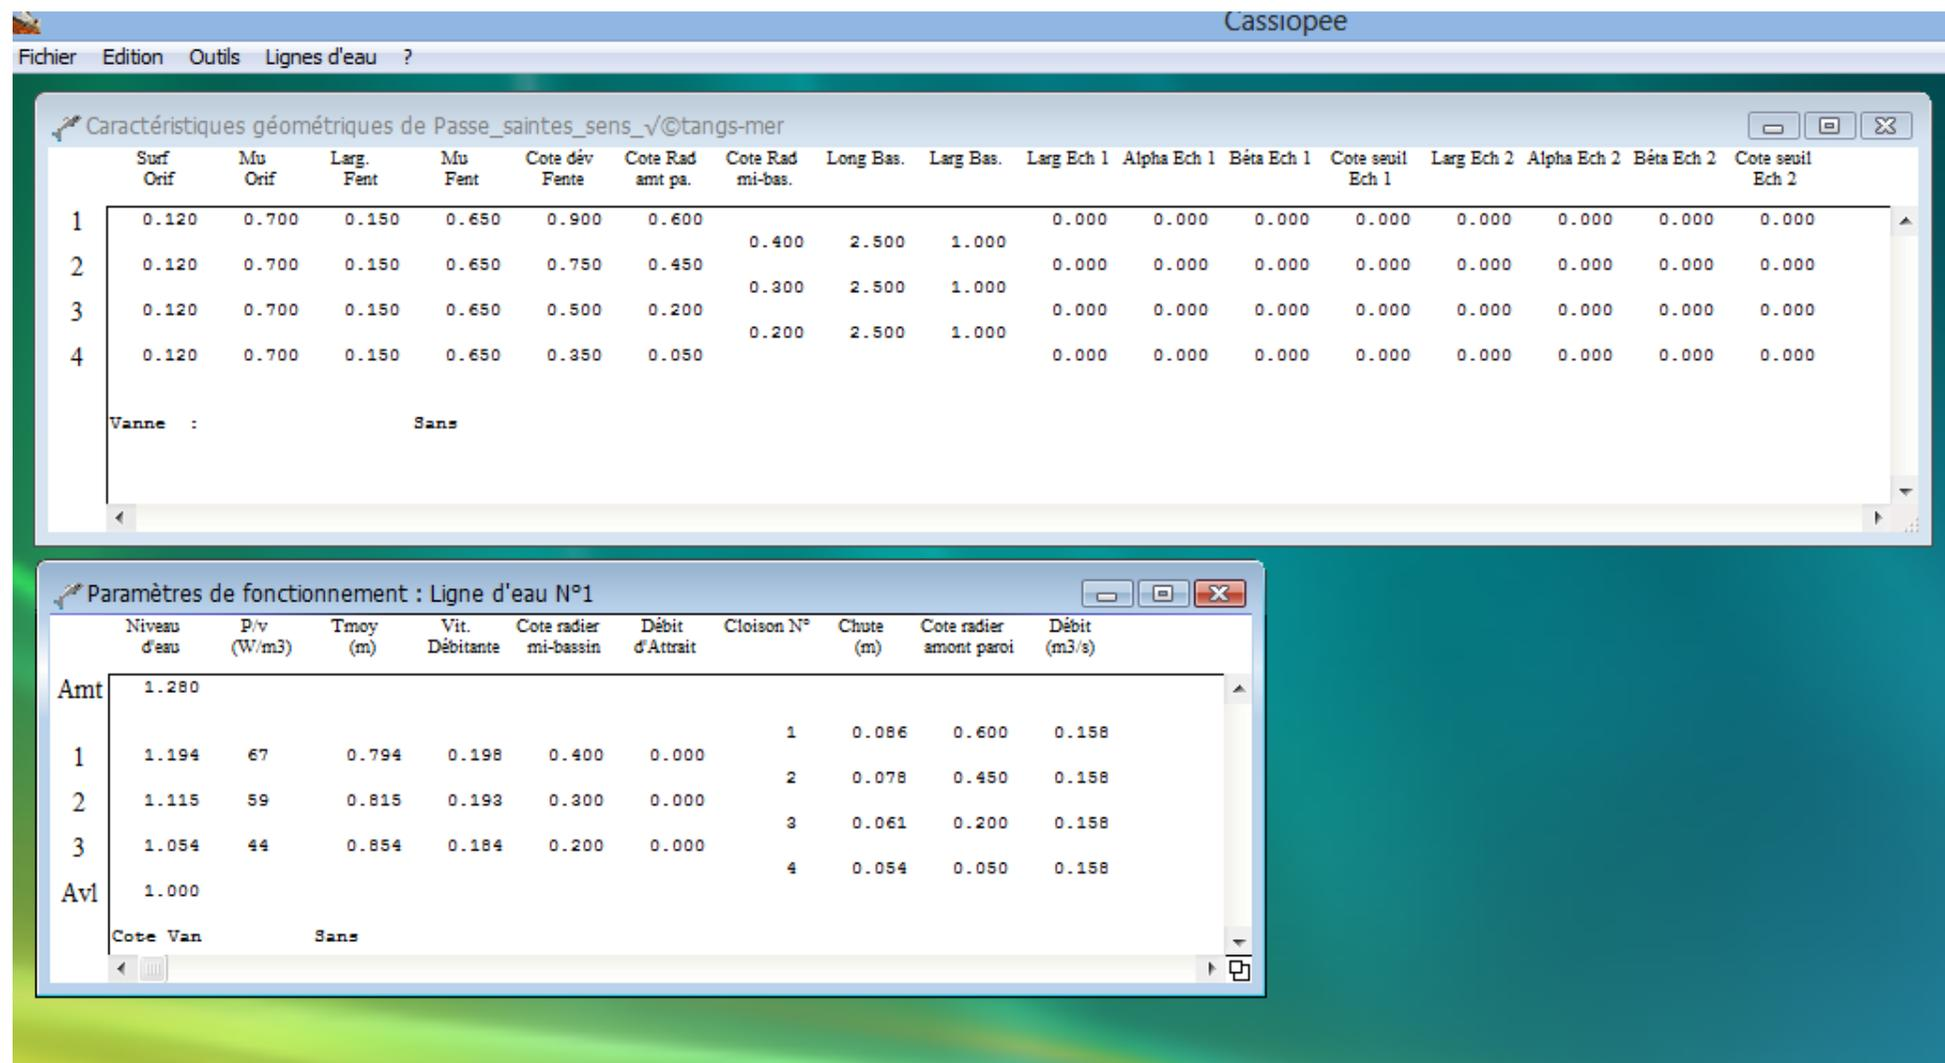 Cassiopee
Fichier Edition Outils Lignes d'eau ?
Caractéristiques géométriques de Passe_saintes_sens_√©tangs-mer
Surf Mu Larg. Mu Cote dév Cote Rad Cote Rad Long Bas. Larg Bas. Larg Ech 1 Alpha Ech 1 Béta Ech 1 Cote seuil Larg Ech 2 Alpha Ech 2 Béta Ech 2 Cote seuil
Orif Orif Fent Fent Fente amt pa. mi-bas. Ech 1 Ech 2
1 0.120 0.700 0.150 0.650 0.900 0.600 0.000 0.000 0.000 0.000 0.000 0.000 0.000 0.000
0.400 2.500 1.000
2 0.120 0.700 0.150 0.650 0.750 0.450 0.000 0.000 0.000 0.000 0.000 0.000 0.000 0.000
0.300 2.500 1.000
3 0.120 0.700 0.150 0.650 0.500 0.200 0.000 0.000 0.000 0.000 0.000 0.000 0.000 0.000
0.200 2.500 1.000
4 0.120 0.700 0.150 0.650 0.350 0.050 0.000 0.000 0.000 0.000 0.000 0.000 0.000 0.000
Vanne : Sans
Paramètres de fonctionnement : Ligne d'eau N°1
Niveau P/v Tmoy Vit. Cote radier Débit Cloison N° Chute Cote radier Débit
d'eau (W/m3) (m) Débitante mi-bassin d'Attrait (m) amont paroi (m3/s)
Amt 1.280
1 0.086 0.600 0.158
1 1.194 67 0.794 0.198 0.400 0.000
2 0.078 0.450 0.158
2 1.115 59 0.815 0.193 0.300 0.000
3 0.061 0.200 0.158
3 1.054 44 0.854 0.184 0.200 0.000
4 0.054 0.050 0.158
Avl 1.000
Cote Van Sans